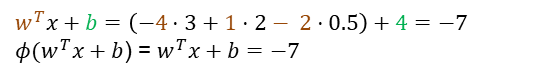 wᵀx + b = (−4 · 3 + 1 · 2 − 2 · 0.5) + 4 = −7
ϕ(wᵀx + b) = wᵀx + b = −7